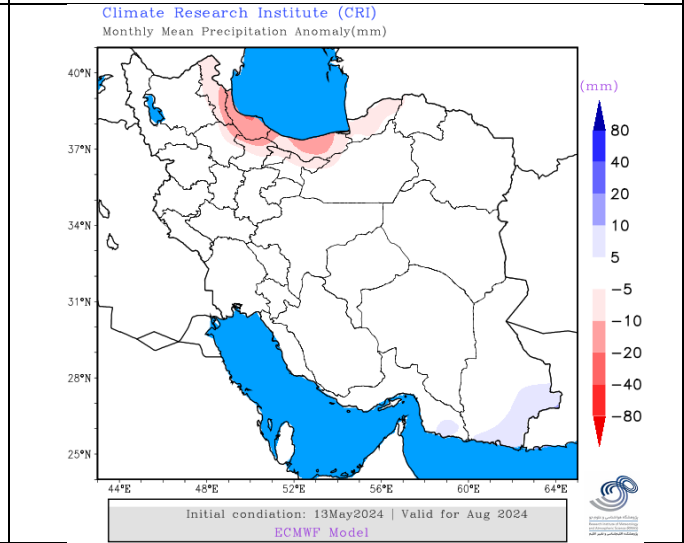 Climate Research Institute (CRI)
Monthly Mean Precipitation Anomaly(mm)
(mm)
40°N
37°N
34°N
31°N
28°N
25°N
44°E
48°E
52°E
56°E
60°E
64°E
80
40
20
10
5
−5
−10
−20
−40
−80
Initial condiation: 13May2024 | Valid for Aug 2024
ECMWF Model